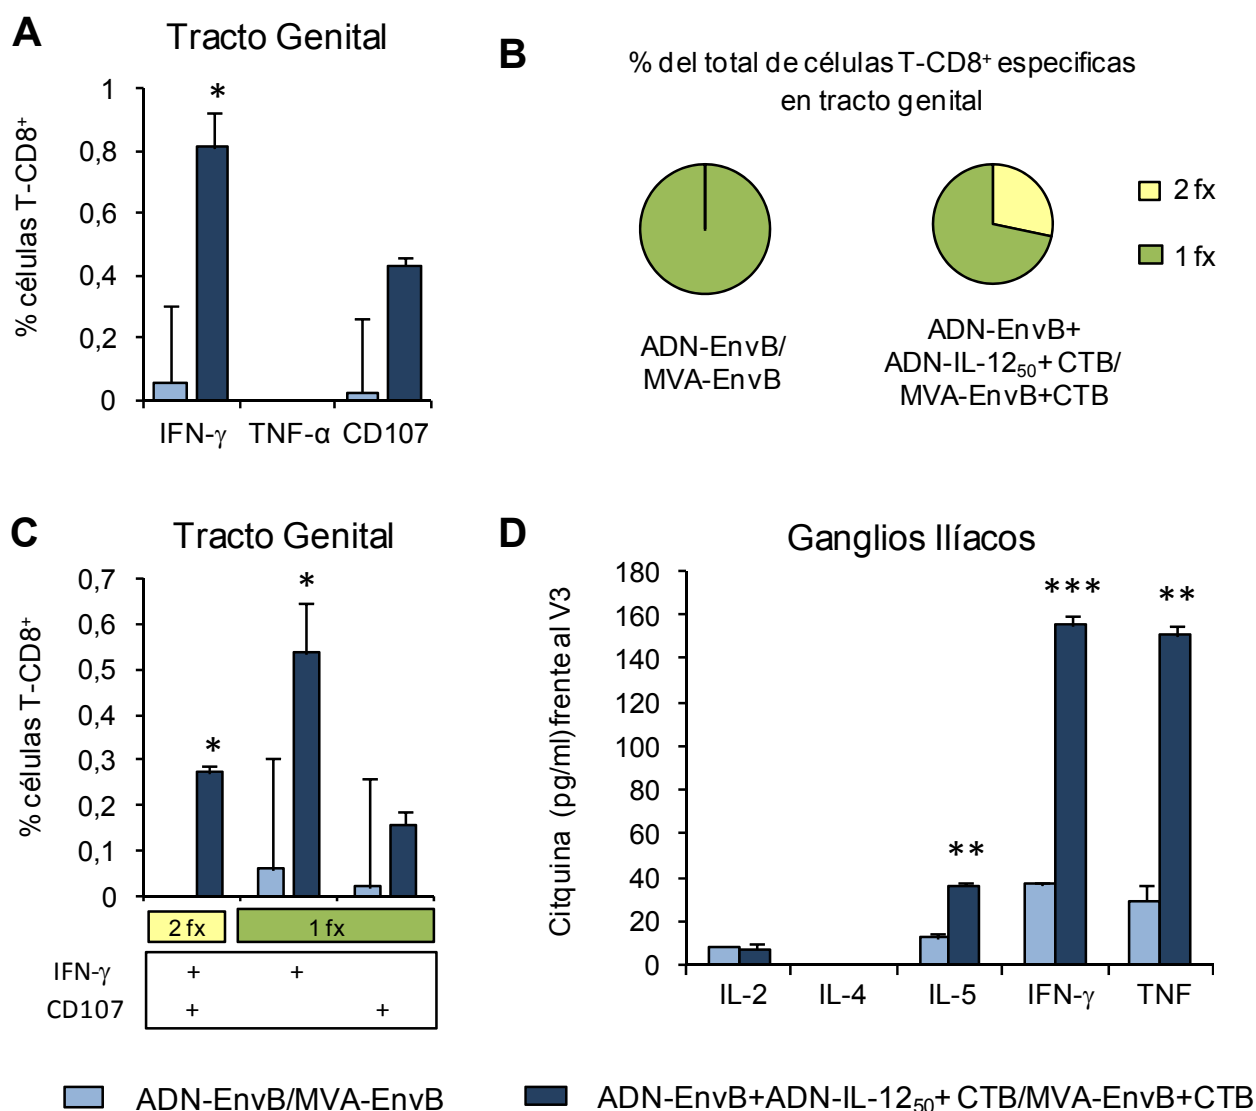 A
Tracto Genital
% células T-CD8⁺
1
0,8
0,6
0,4
0,2
0
*
IFN-γ TNF-α CD107
B
% del total de células T-CD8⁺ especificas
en tracto genital
2 fx
1 fx
ADN-EnvB/
MVA-EnvB
ADN-EnvB+
ADN-IL-12₅₀+ CTB/
MVA-EnvB+CTB
C
Tracto Genital
% células T-CD8⁺
0,7
0,6
0,5
0,4
0,3
0,2
0,1
0
*
*
2 fx 1 fx
IFN-γ + +
CD107 + +
D
Ganglios Ilíacos
Citquina (pg/ml)frente al V3
180
160
140
120
100
80
60
40
20
0
**
***
**
IL-2 IL-4 IL-5 IFN-γ TNF
ADN-EnvB/MVA-EnvB
ADN-EnvB+ADN-IL-12₅₀+ CTB/MVA-EnvB+CTB